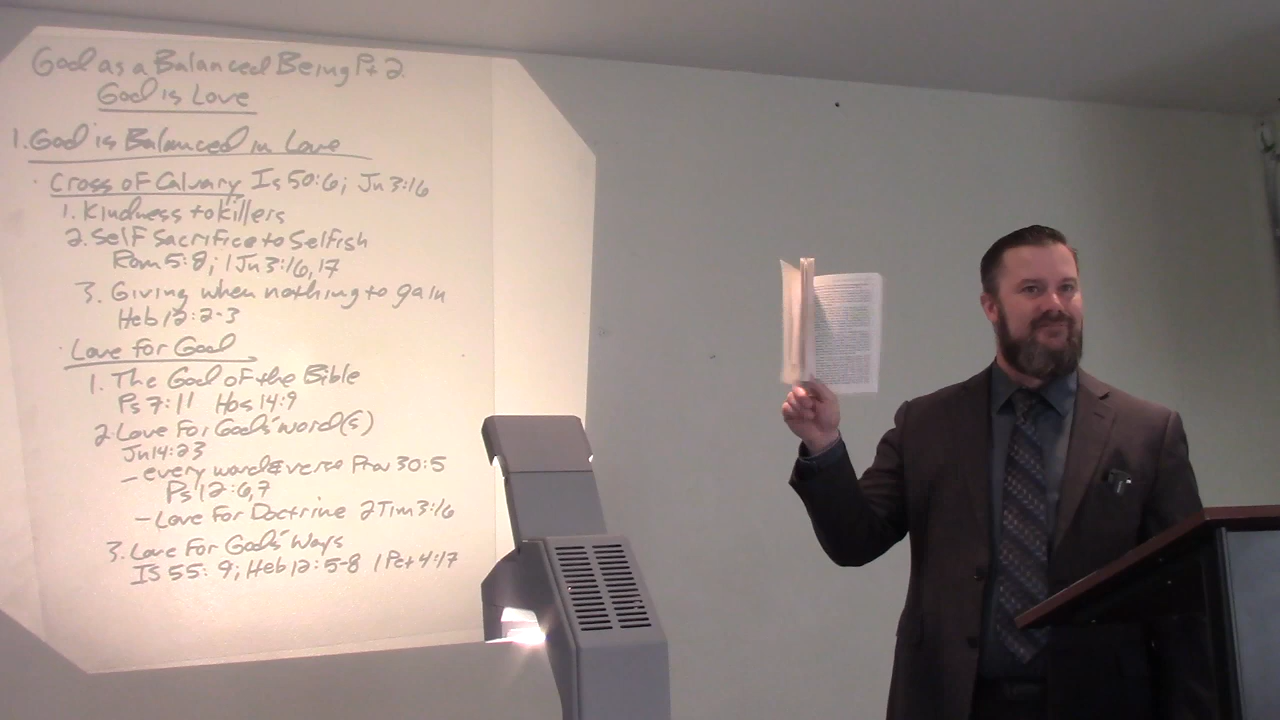 God as a Balanced Being Pt 2
God is Love
1. God is Balanced in Love
· Cross of Calvary Is 50:6; Jn 3:16
1. Kindness to killers
2. Self Sacrifice to Selfish
Rom 5:8; 1 Jn 3:16,17
3. Giving when nothing to gain
Heb 12:2-3
· Love For God
1. The God of the Bible
Ps 7:11 Hos 14:9
2. Love For God's word(s)
Jn 14:23
- every word & verse Prov 30:5
Ps 12:6,7
- Love For Doctrine 2 Tim 3:16
3. Love For God's Ways
IS 55:9; Heb 12:5-8 1 Pet 4:17